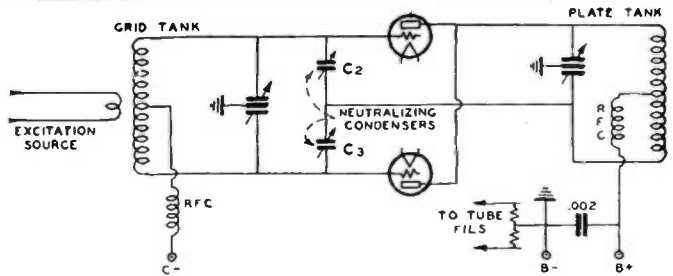 GRID TANK
PLATE TANK
C2
NEUTRALIZING
CONDENSERS
C3
EXCITATION
SOURCE
RFC
C-
RFC
TO TUBE
FILS
.002
B-
B+